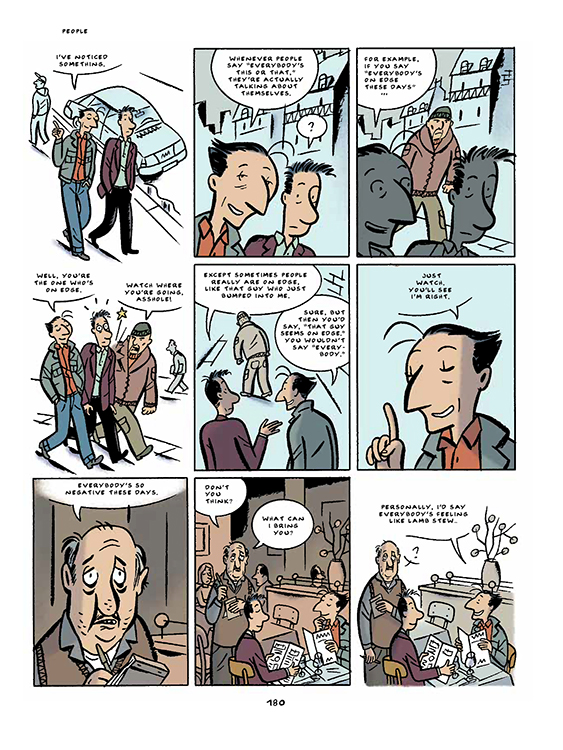 PEOPLE
I'VE NOTICED
SOMETHING.
WHENEVER PEOPLE
SAY "EVERYBODY'S
THIS OR THAT,"
THEY'RE ACTUALLY
TALKING ABOUT
THEMSELVES.
?
FOR EXAMPLE,
IF YOU SAY
"EVERYBODY'S
ON EDGE
THESE DAYS"
...
WELL, YOU'RE
THE ONE WHO'S
ON EDGE.
WATCH WHERE
YOU'RE GOING,
ASSHOLE!
EXCEPT SOMETIMES PEOPLE
REALLY ARE ON EDGE,
LIKE THAT GUY WHO JUST
BUMPED INTO ME.
SURE, BUT
THEN YOU'D
SAY, "THAT GUY
SEEMS ON EDGE."
YOU WOULDN'T
SAY "EVERY-
BODY."
JUST
WATCH,
YOU'LL SEE
I'M RIGHT.
EVERYBODY'S SO
NEGATIVE THESE DAYS.
DON'T
YOU
THINK?
WHAT CAN
I BRING
YOU?
PERSONALLY, I'D SAY
EVERYBODY'S FEELING
LIKE LAMB STEW..
?
180